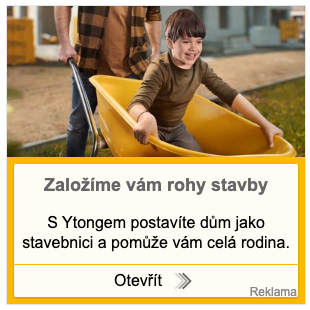 Založíme vám rohy stavby
S Ytongem postavíte dům jako
stavebnici a pomůže vám celá rodina.
Otevřít
Reklama